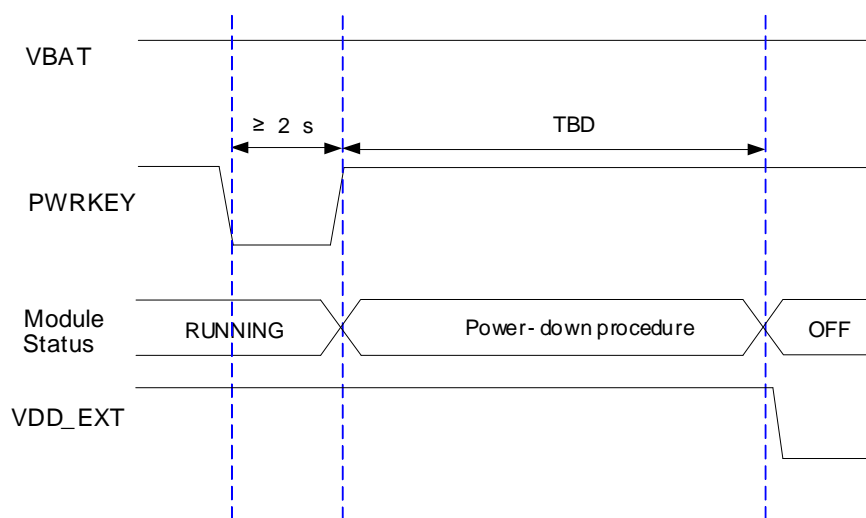 VBAT
≥ 2 s
TBD
PWRKEY
Module
Status
RUNNING
Power-down procedure
OFF
VDD_EXT